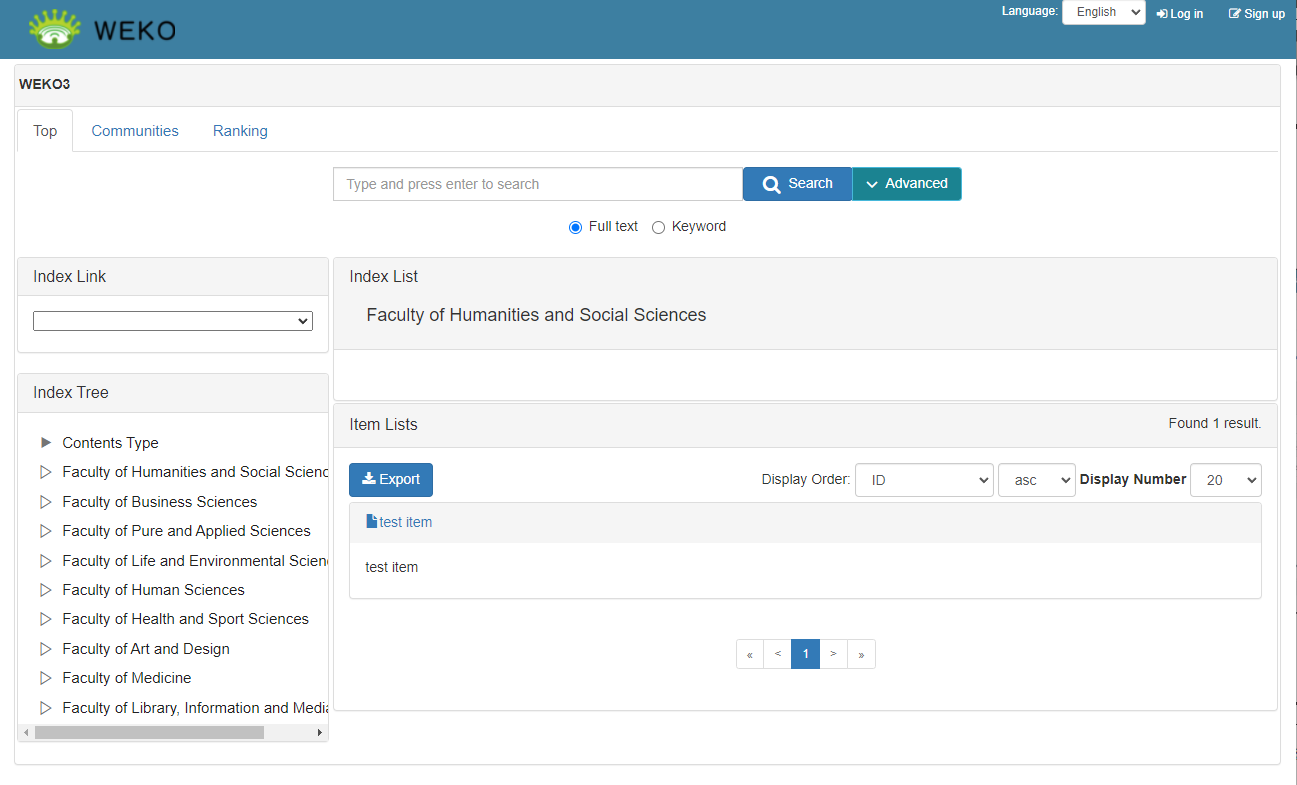 WEKO
Language: English Log in Sign up
WEKO3
Top Communities Ranking
Type and press enter to search Search Advanced
Full text Keyword
Index Link
Index List
Faculty of Humanities and Social Sciences
Index Tree
Contents Type
Faculty of Humanities and Social Scienc
Faculty of Business Sciences
Faculty of Pure and Applied Sciences
Faculty of Life and Environmental Scien
Faculty of Human Sciences
Faculty of Health and Sport Sciences
Faculty of Art and Design
Faculty of Medicine
Faculty of Library, Information and Media
Item Lists Found 1 result.
Export Display Order: ID asc Display Number 20
test item
test item
« < 1 > »